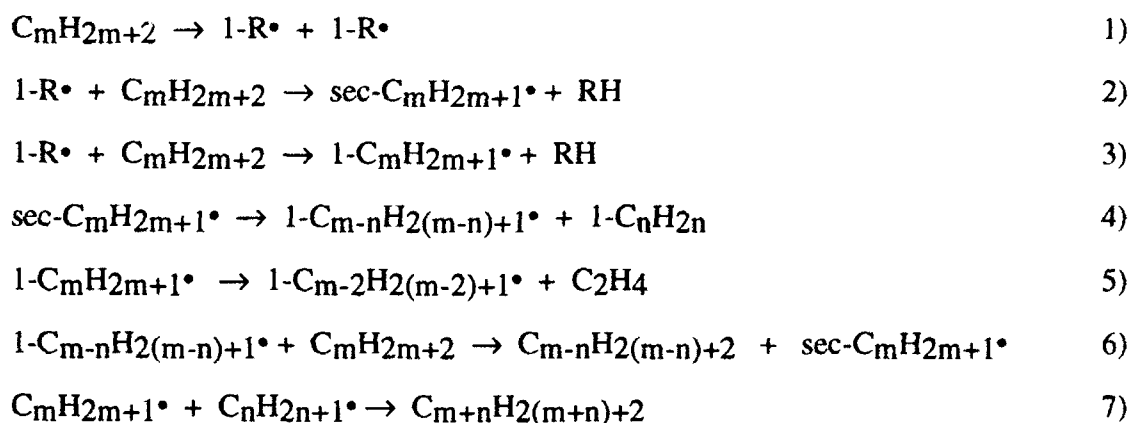 CmH2m+2 → 1-R• + 1-R• 1)
1-R• + CmH2m+2 → sec-CmH2m+1• + RH 2)
1-R• + CmH2m+2 → 1-CmH2m+1• + RH 3)
sec-CmH2m+1• → 1-Cm-nH2(m-n)+1• + 1-CnH2n 4)
1-CmH2m+1• → 1-Cm-2H2(m-2)+1• + C2H4 5)
1-Cm-nH2(m-n)+1• + CmH2m+2 → Cm-nH2(m-n)+2 + sec-CmH2m+1• 6)
CmH2m+1• + CnH2n+1• → Cm+nH2(m+n)+2 7)